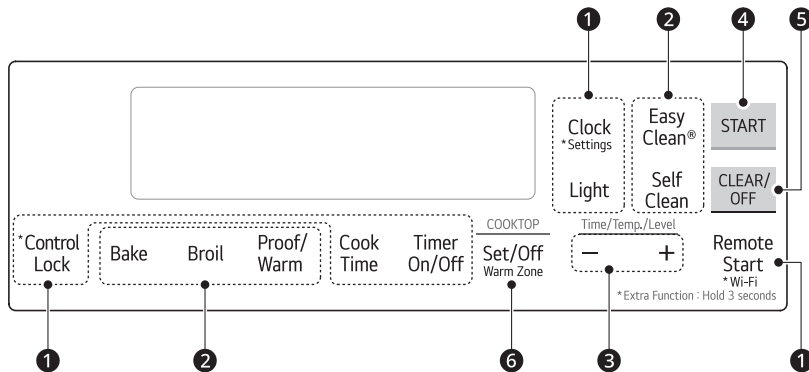 1
2
4
5
Clock
*Settings
Light
Easy
Clean®
Self
Clean
START
CLEAR/
OFF
*Control
Lock
Bake
Broil
Proof/
Warm
Cook
Time
Timer
On/Off
COOKTOP
Set/Off
Warm Zone
Time/Temp./Level
− +
Remote
Start
*Wi-Fi
*Extra Function : Hold 3 seconds
1
2
6
3
1